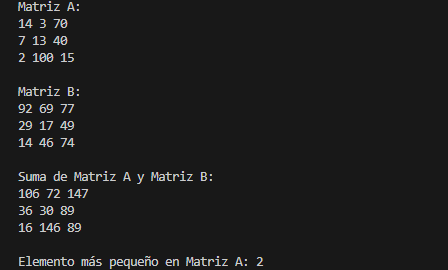 Matriz A:
14 3 70
7 13 40
2 100 15
Matriz B:
92 69 77
29 17 49
14 46 74
Suma de Matriz A y Matriz B:
106 72 147
36 30 89
16 146 89
Elemento más pequeño en Matriz A: 2